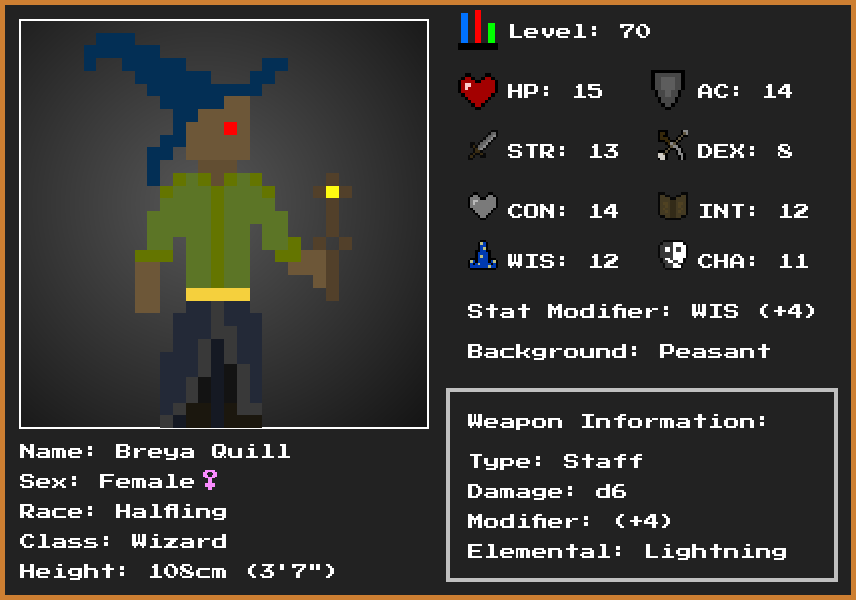 Level: 70
HP: 15
AC: 14
STR: 13
DEX: 8
CON: 14
INT: 12
WIS: 12
CHA: 11
Stat Modifier: WIS (+4)
Background: Peasant
Weapon Information:
Type: Staff
Damage: d6
Modifier: (+4)
Elemental: Lightning
Name: Breya Quill
Sex: Female♀
Race: Halfling
Class: Wizard
Height: 108cm (3'7")